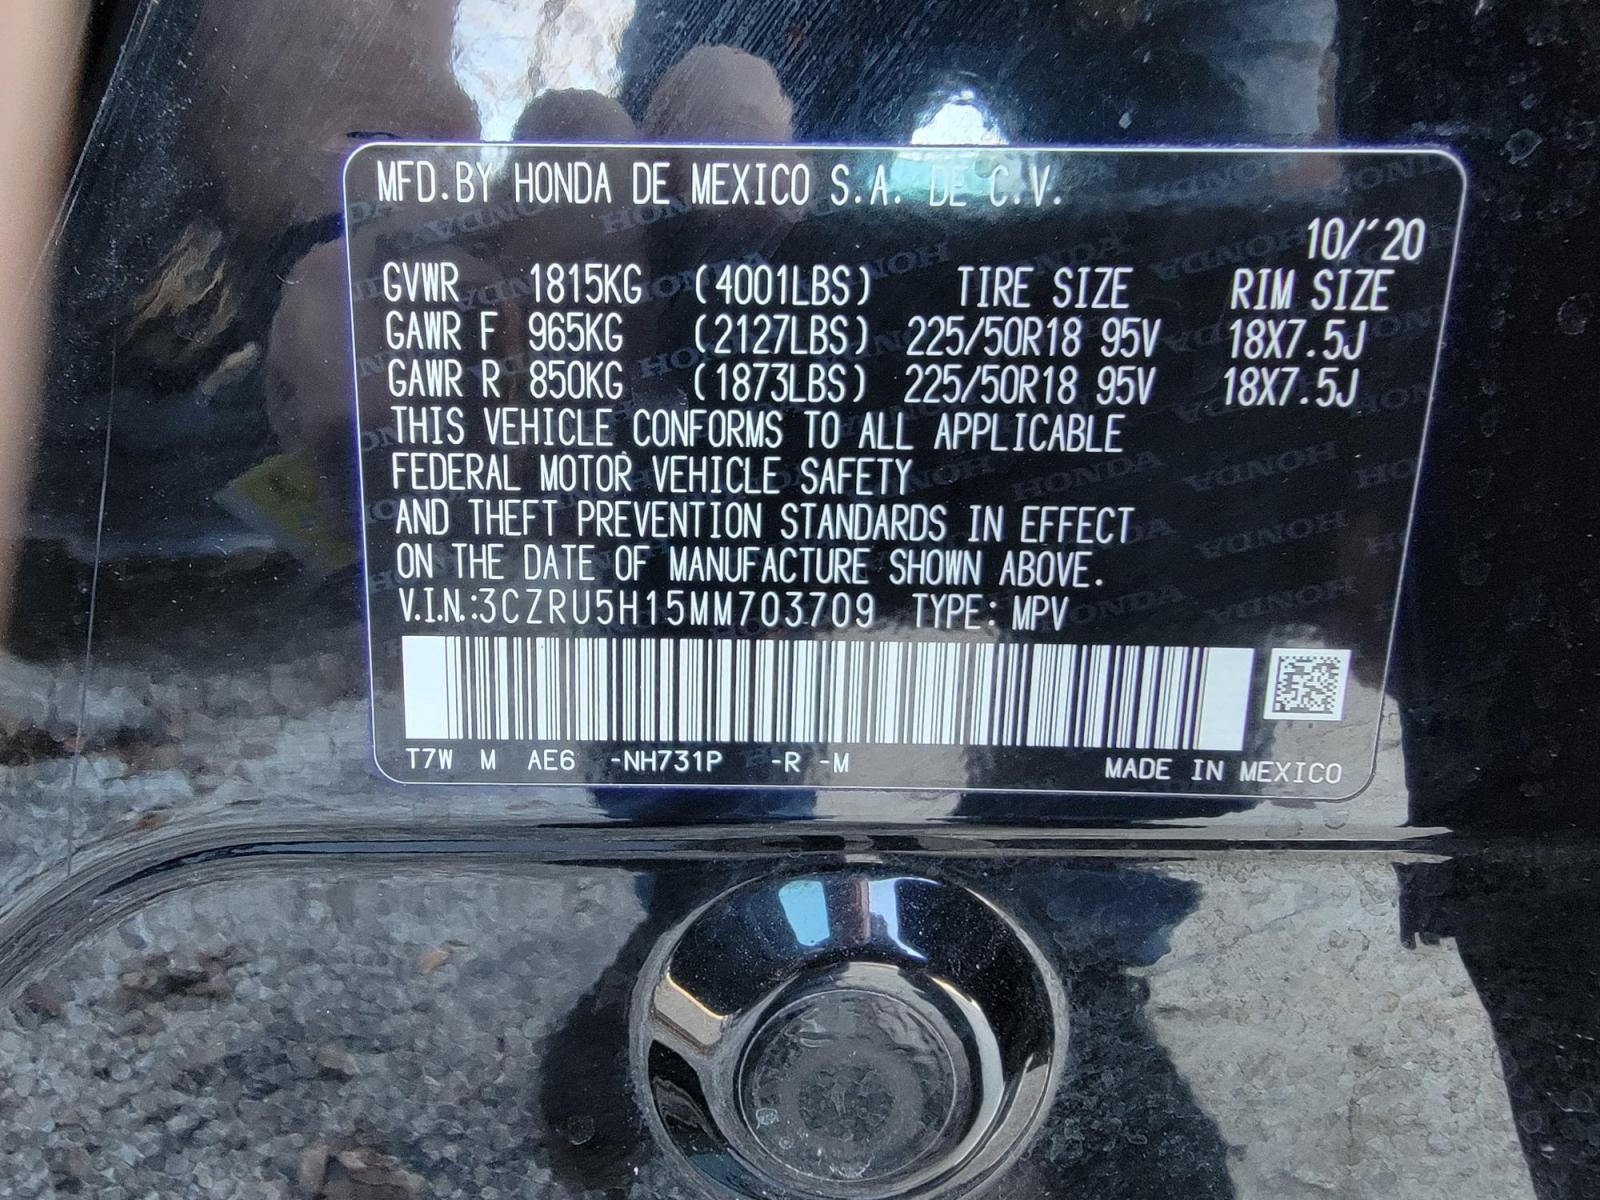 MFD.BY HONDA DE MEXICO S.A. DE C.V.
10/'20
GVWR 1815KG (4001LBS) TIRE SIZE RIM SIZE
GAWR F 965KG (2127LBS) 225/50R18 95V 18X7.5J
GAWR R 850KG (1873LBS) 225/50R18 95V 18X7.5J
THIS VEHICLE CONFORMS TO ALL APPLICABLE
FEDERAL MOTOR VEHICLE SAFETY
AND THEFT PREVENTION STANDARDS IN EFFECT
ON THE DATE OF MANUFACTURE SHOWN ABOVE.
V.I.N.:3CZRU5H15MM703709 TYPE: MPV
T7W M AE6 -NH731P -R -M MADE IN MEXICO